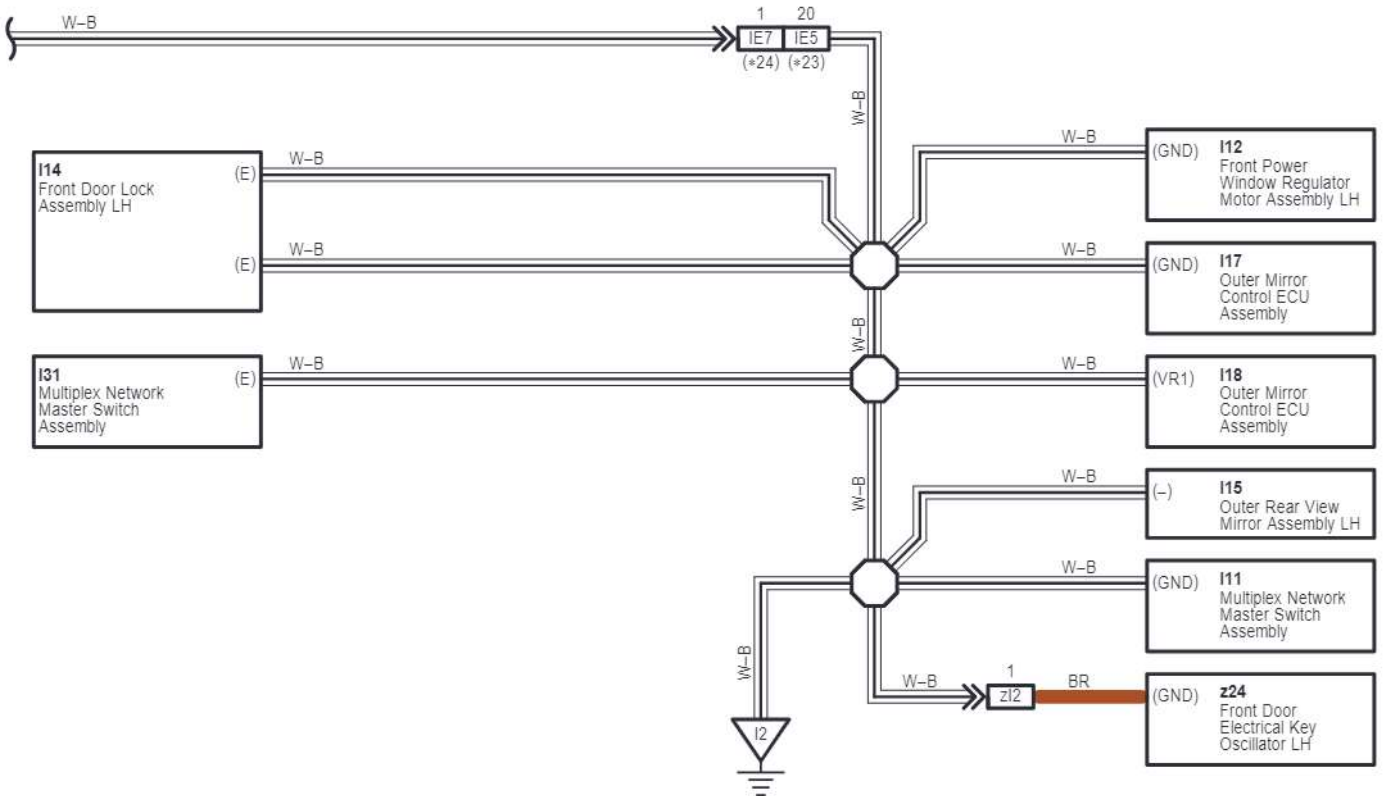 W–B
1 20
IE7 IE5
(*24) (*23)
W–B
W–B
(GND) I12
Front Power
Window Regulator
Motor Assembly LH
I14
Front Door Lock
Assembly LH
(E)
W–B
(E)
W–B
W–B
(GND) I17
Outer Mirror
Control ECU
Assembly
W–B
I31
Multiplex Network
Master Switch
Assembly
(E)
W–B
W–B
(VR1) I18
Outer Mirror
Control ECU
Assembly
W–B
W–B
(–) I15
Outer Rear View
Mirror Assembly LH
W–B
(GND) I11
Multiplex Network
Master Switch
Assembly
W–B
I2
W–B
1
zI2
BR
(GND) z24
Front Door
Electrical Key
Oscillator LH